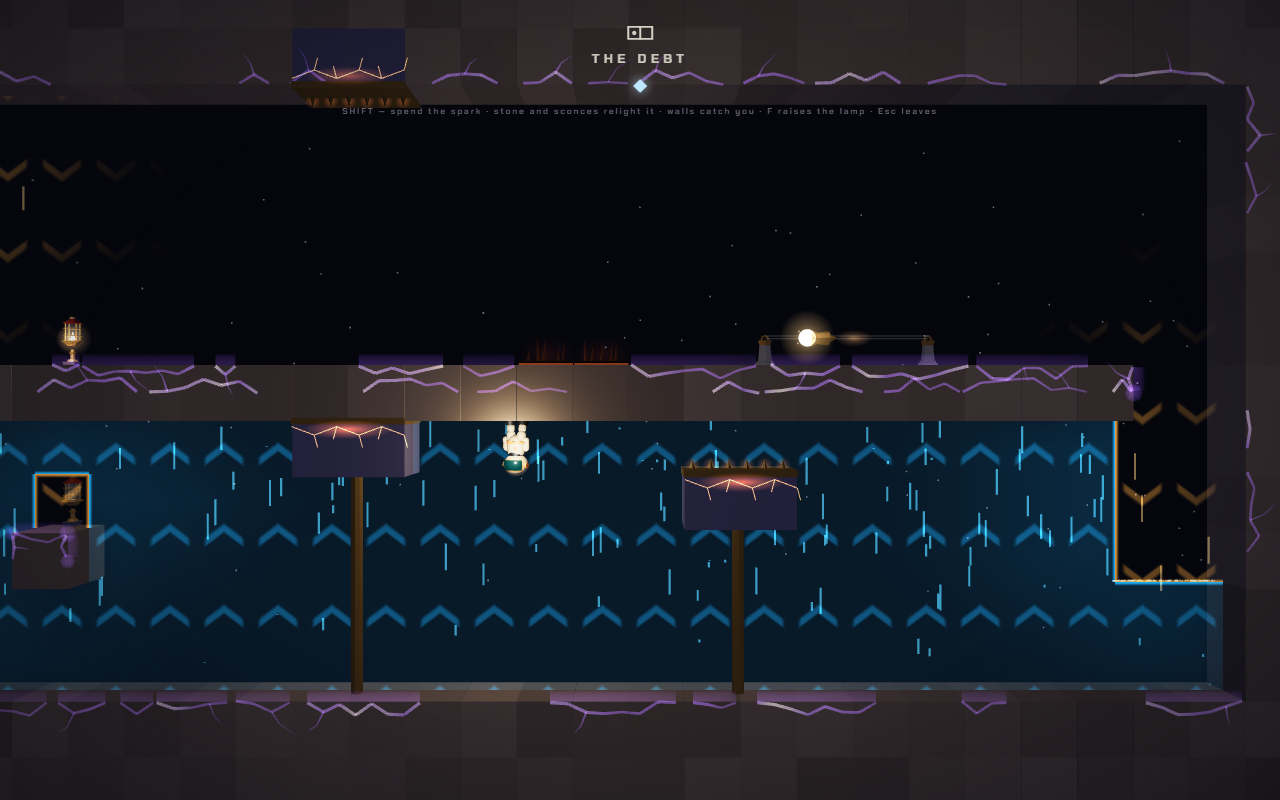 THE DEBT
SHIFT — spend the spark · stone and sconces relight it · walls catch you · F raises the lamp · Esc leaves